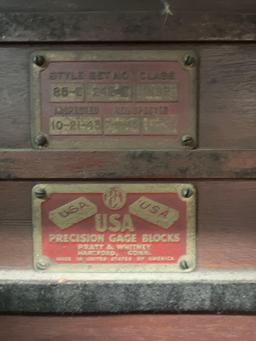 STYLE SET NO CLASS
85-E
INSPECTED
10-21-43
USA USA
USA
PRECISION GAGE BLOCKS
PRATT & WHITNEY
HARTFORD, CONN.
MADE IN UNITED STATES OF AMERICA